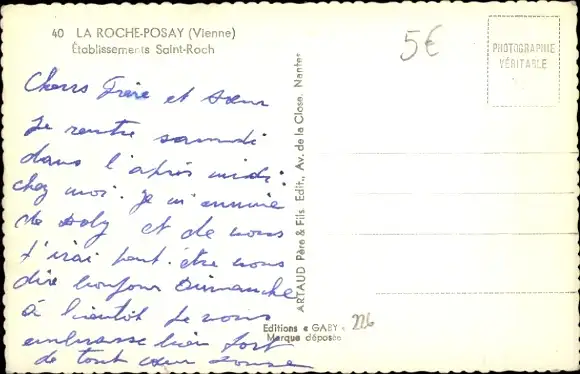 40 LA ROCHE-POSAY (Vienne)
Établissements Saint-Roch
5€
PHOTOGRAPHIE
VÉRITABLE
Chers Frère et Sœur
Je rentre samedi
dans l'après midi
chez moi. Je m'ennuie
de Doly et de vous
J'irai peut. être vous
dire bonjour Dimanche
à bientôt Je vous
embrasse bien fort
de tout cœur
ARTAUD Père & Fils. Edit., Av. de la Close, Nantes
Editions « GABY »
Marque déposée
226